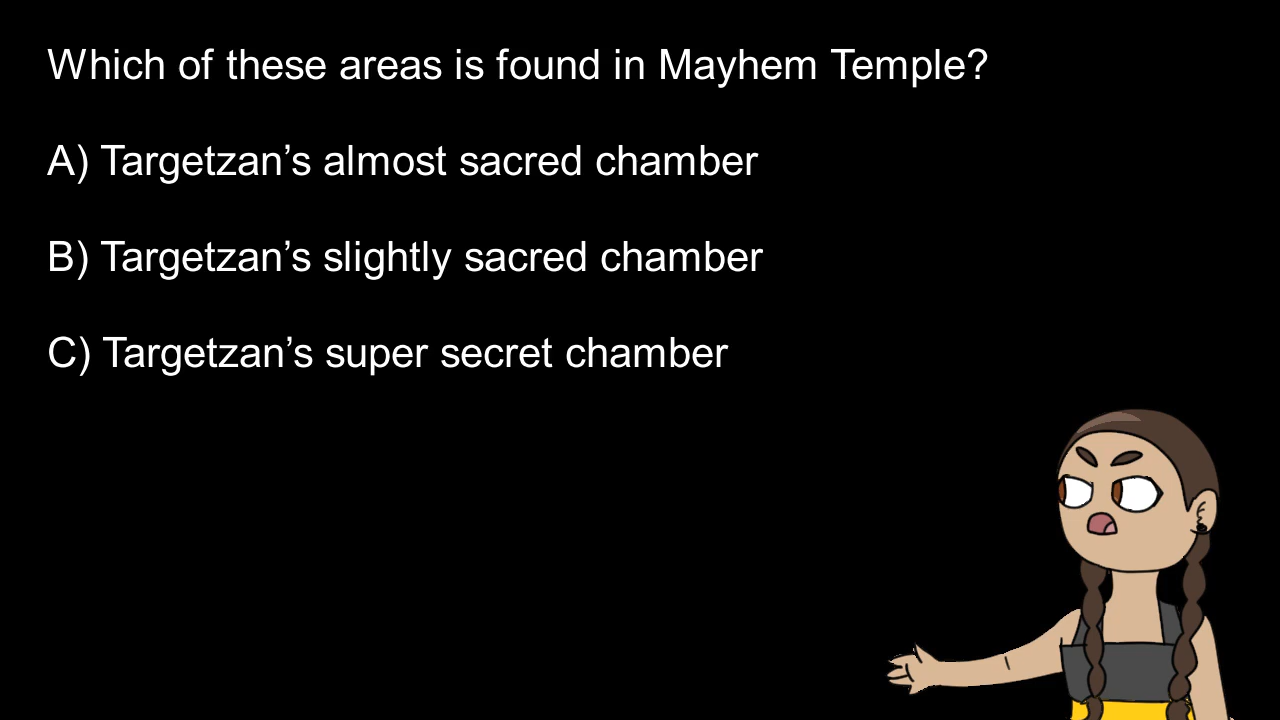 Which of these areas is found in Mayhem Temple?
A) Targetzan’s almost sacred chamber
B) Targetzan’s slightly sacred chamber
C) Targetzan’s super secret chamber